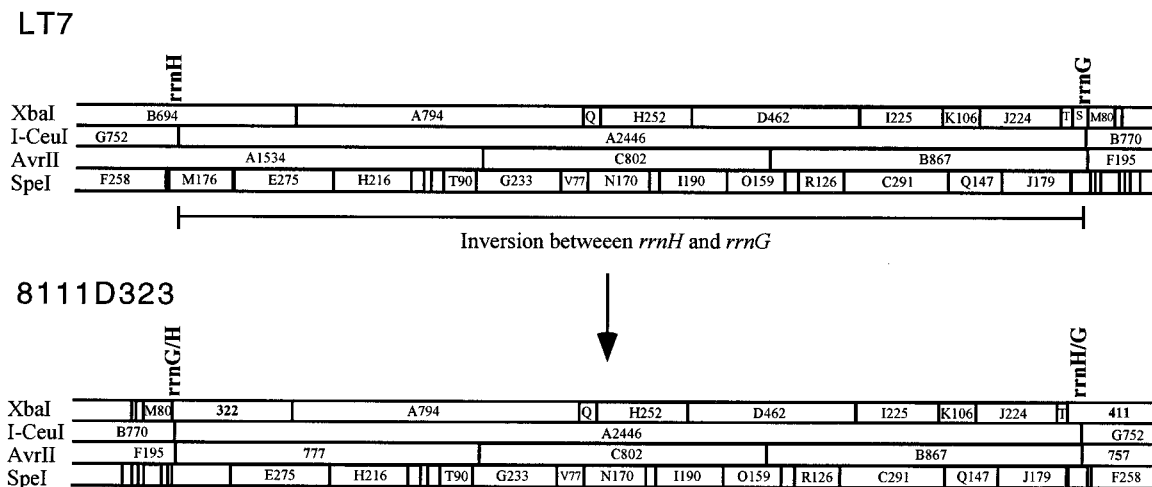 LT7
rrnH
rrnG
XbaI B694 A794 Q H252 D462 I225 K106 J224 T S M80
I-CeuI G752 A2446 B770
AvrII A1534 C802 B867 F195
SpeI F258 M176 E275 H216 T90 G233 V77 N170 I190 O159 R126 C291 Q147 J179
Inversion betweeen rrnH and rrnG
8111D323
rrnG/H
rrnH/G
XbaI M80 322 A794 Q H252 D462 I225 K106 J224 T 411
I-CeuI B770 A2446 G752
AvrII F195 777 C802 B867 757
SpeI E275 H216 T90 G233 V77 N170 I190 O159 R126 C291 Q147 J179 F258